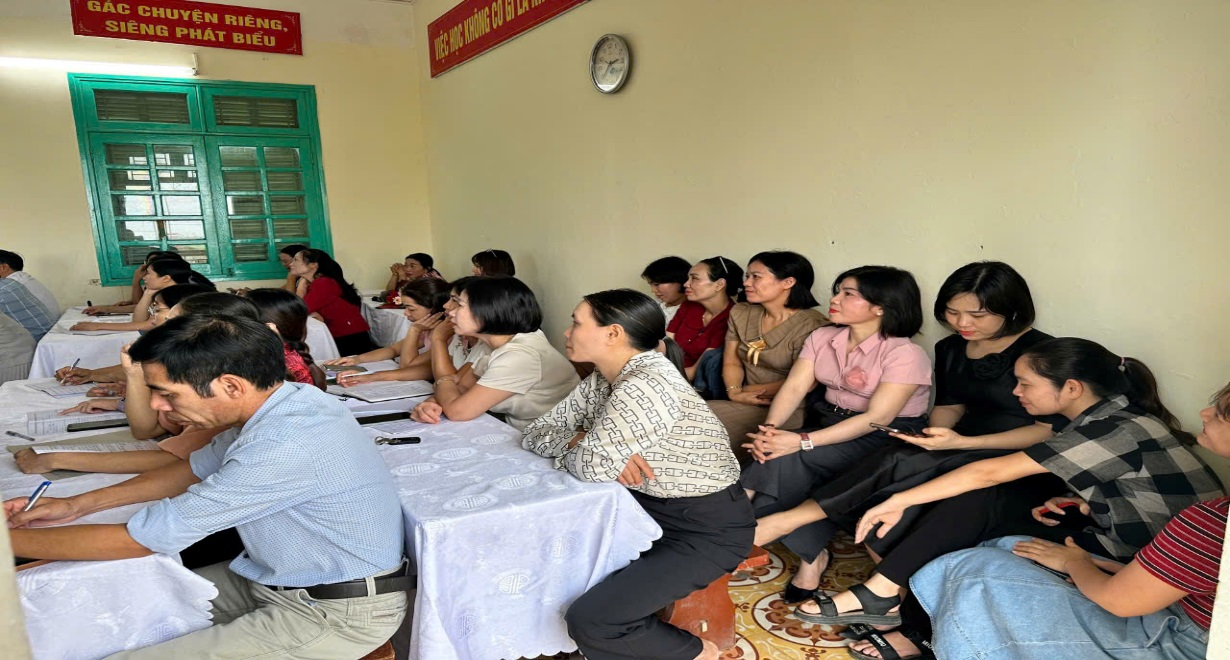 GÁC CHUYỆN RIÊNG,
SIÊNG PHÁT BIỂU
VIỆC HỌC KHÔNG CÓ GÌ LÀ